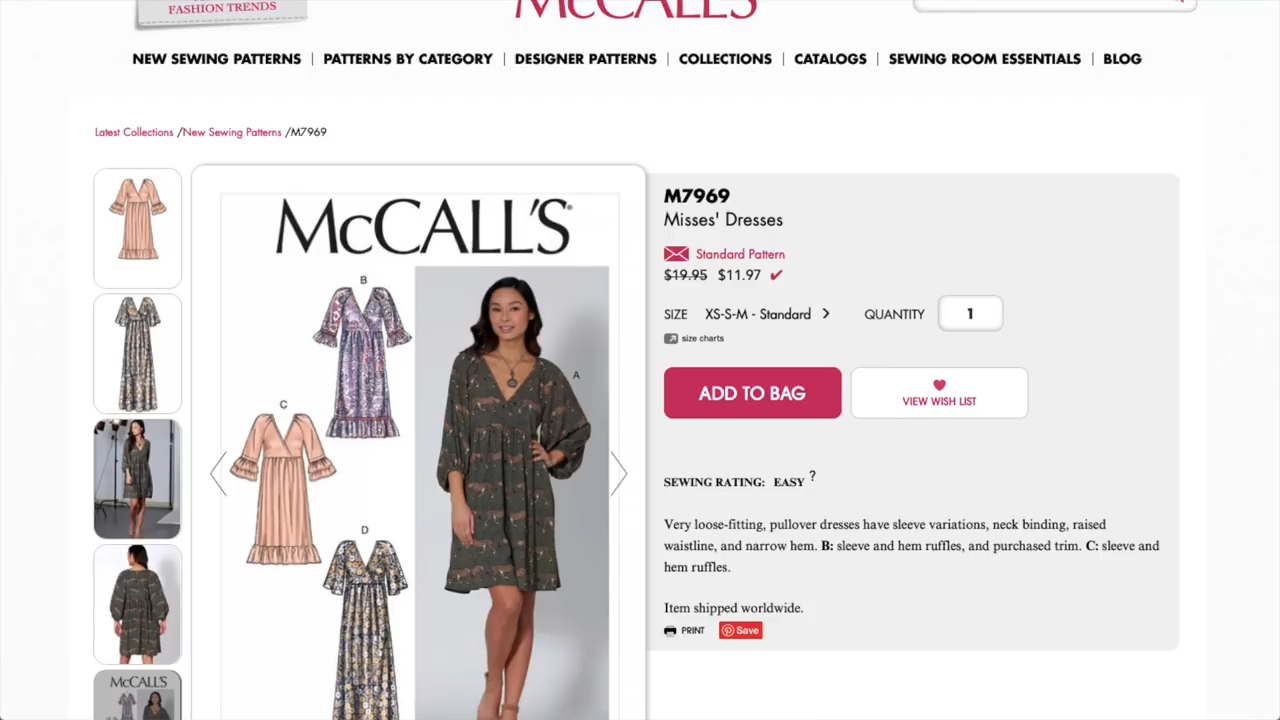 FASHION TRENDS
McCALL'S
NEW SEWING PATTERNS | PATTERNS BY CATEGORY | DESIGNER PATTERNS | COLLECTIONS | CATALOGS | SEWING ROOM ESSENTIALS | BLOG
Latest Collections /New Sewing Patterns /M7969
McCALL'S®
B
A
C
D
McCALL'S
M7969
Misses' Dresses
Standard Pattern
$19.95 $11.97 ✔
SIZE XS-S-M - Standard > QUANTITY 1
size charts
ADD TO BAG
VIEW WISH LIST
SEWING RATING: EASY ?
Very loose-fitting, pullover dresses have sleeve variations, neck binding, raised
waistline, and narrow hem. B: sleeve and hem ruffles, and purchased trim. C: sleeve and
hem ruffles.
Item shipped worldwide.
PRINT Save